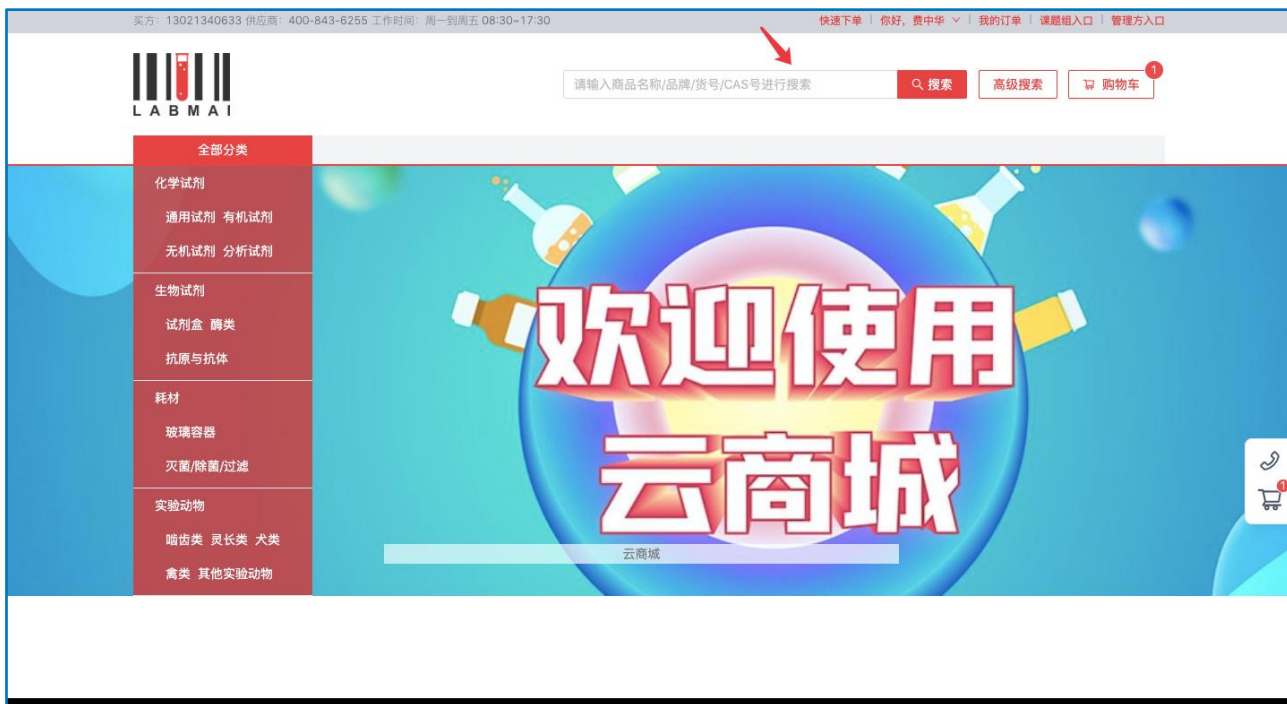 买方: 13021340633 供应商: 400-843-6255 工作时间: 周一到周五 08:30~17:30
快速下单 | 你好, 费中华 | 我的订单 | 课题组入口 | 管理方入口
LABMAI
请输入商品名称/品牌/货号/CAS号进行搜索
搜索
高级搜索
购物车
1
全部分类
化学试剂
通用试剂 有机试剂
无机试剂 分析试剂
生物试剂
试剂盒 酶类
抗原与抗体
耗材
玻璃容器
灭菌/除菌/过滤
实验动物
啮齿类 灵长类 犬类
禽类 其他实验动物
欢迎使用
云商城
云商城
1